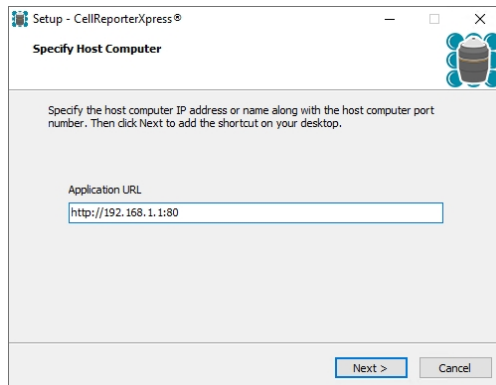 Setup - CellReporterXpress®
Specify Host Computer
Specify the host computer IP address or name along with the host computer port
number. Then click Next to add the shortcut on your desktop.
Application URL
http://192.168.1.1:80
Next >
Cancel